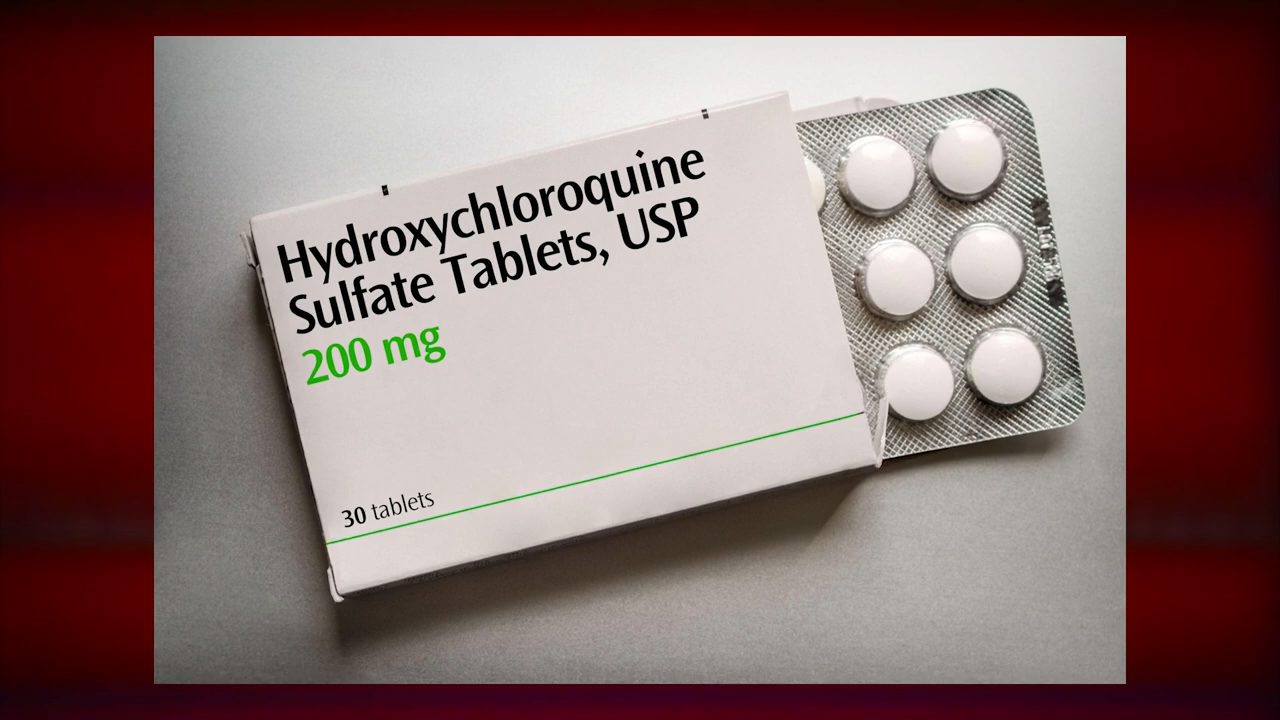 Hydroxychloroquine
Sulfate Tablets, USP
200 mg
30 tablets